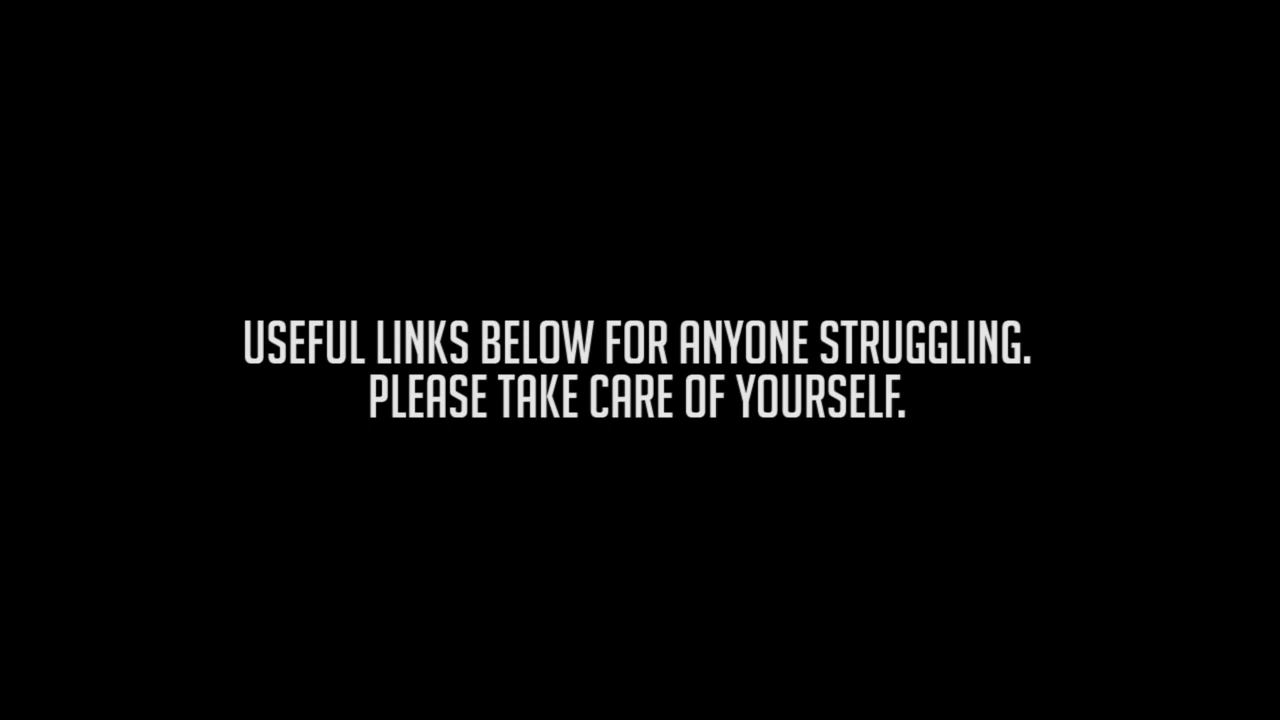 USEFUL LINKS BELOW FOR ANYONE STRUGGLING.
PLEASE TAKE CARE OF YOURSELF.